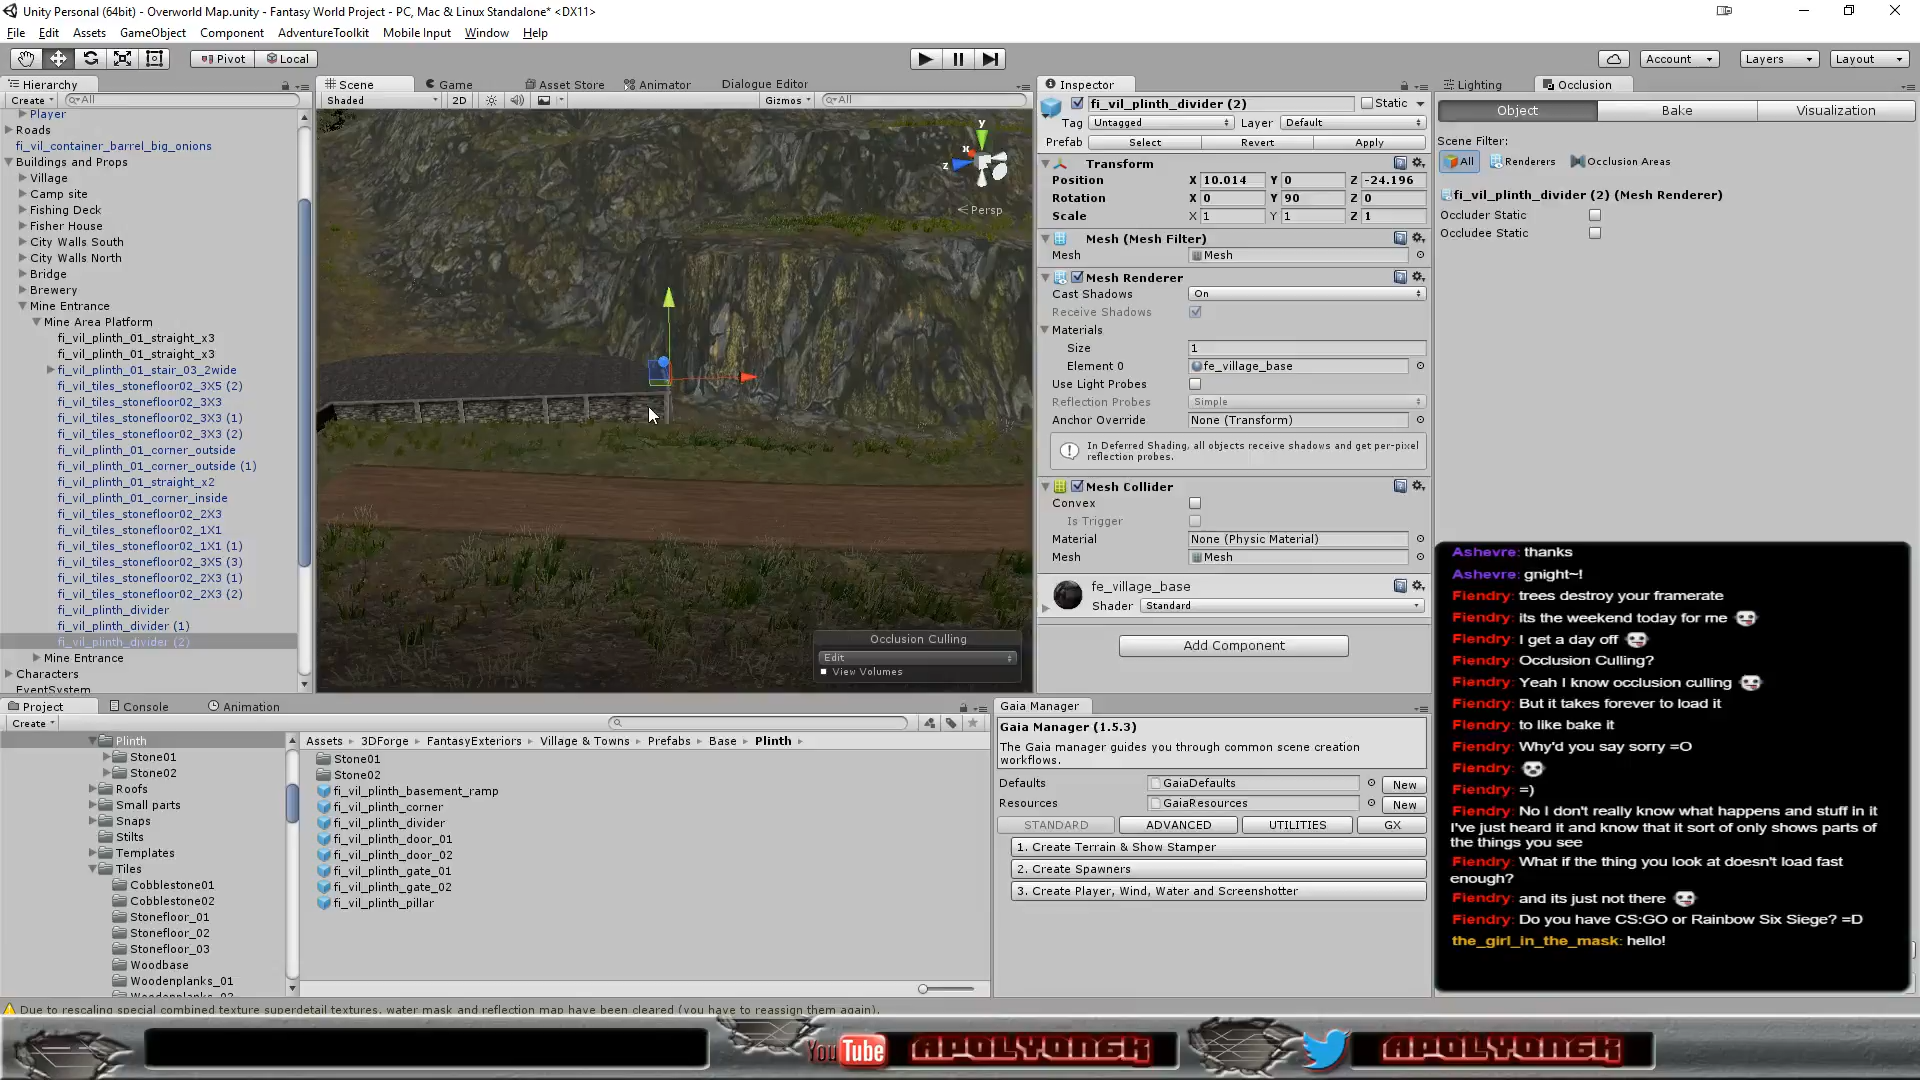 Unity Personal (64bit) - Overworld Map.unity - Fantasy World Project - PC, Mac & Linux Standalone* <DX11>
File Edit Assets GameObject Component AdventureToolkit Mobile Input Window Help
Pivot Local Account Layers Layout
Hierarchy
Create All
Player
Roads
fi_vil_container_barrel_big_onions
Buildings and Props
Village
Camp site
Fishing Deck
Fisher House
City Walls South
City Walls North
Bridge
Brewery
Mine Entrance
Mine Area Platform
fi_vil_plinth_01_straight_x3
fi_vil_plinth_01_straight_x3
fi_vil_plinth_01_stair_03_2wide
fi_vil_tiles_stonefloor02_3X5 (2)
fi_vil_tiles_stonefloor02_3X3
fi_vil_tiles_stonefloor02_3X3 (1)
fi_vil_tiles_stonefloor02_3X3 (2)
fi_vil_plinth_01_corner_outside
fi_vil_plinth_01_corner_outside (1)
fi_vil_plinth_01_straight_x2
fi_vil_plinth_01_corner_inside
fi_vil_tiles_stonefloor02_2X3
fi_vil_tiles_stonefloor02_1X1
fi_vil_tiles_stonefloor02_1X1 (1)
fi_vil_tiles_stonefloor02_3X5 (3)
fi_vil_tiles_stonefloor02_2X3 (1)
fi_vil_tiles_stonefloor02_2X3 (2)
fi_vil_plinth_divider
fi_vil_plinth_divider (1)
fi_vil_plinth_divider (2)
Mine Entrance
Characters
EventSystem
Scene Game Asset Store Animator Dialogue Editor
Shaded 2D Gizmos All
y
x
z
Persp
Occlusion Culling
Edit
View Volumes
Inspector
fi_vil_plinth_divider (2) Static
Tag Untagged Layer Default
Prefab Select Revert Apply
Transform
Position X 10.014 Y 0 Z -24.196
Rotation X 0 Y 90 Z 0
Scale X 1 Y 1 Z 1
Mesh (Mesh Filter)
Mesh Mesh
Mesh Renderer
Cast Shadows On
Receive Shadows
Materials
Size 1
Element 0 fe_village_base
Use Light Probes
Reflection Probes Simple
Anchor Override None (Transform)
In Deferred Shading, all objects receive shadows and get per-pixel
reflection probes.
Mesh Collider
Convex
Is Trigger
Material None (Physic Material)
Mesh Mesh
fe_village_base
Shader Standard
Add Component
Lighting Occlusion
Object Bake Visualization
Scene Filter:
All Renderers Occlusion Areas
fi_vil_plinth_divider (2) (Mesh Renderer)
Occluder Static
Occludee Static
Ashevre: thanks
Ashevre: gnight~!
Fiendry: trees destroy your framerate
Fiendry: its the weekend today for me
Fiendry: I get a day off
Fiendry: Occlusion Culling?
Fiendry: Yeah I know occlusion culling
Fiendry: But it takes forever to load it
Fiendry: to like bake it
Fiendry: Why'd you say sorry =O
Fiendry:
Fiendry: =)
Fiendry: No I don't really know what happens and stuff in it
I've just heard it and know that it sort of only shows parts of
the things you see
Fiendry: What if the thing you look at doesn't load fast
enough?
Fiendry: and its just not there
Fiendry: Do you have CS:GO or Rainbow Six Siege? =D
the_girl_in_the_mask: hello!
Project Console Animation
Create
Plinth
Stone01
Stone02
Roofs
Small parts
Snaps
Stilts
Templates
Tiles
Cobblestone01
Cobblestone02
Stonefloor_01
Stonefloor_02
Stonefloor_03
Woodbase
Woodenplanks_01
Assets 3DForge FantasyExteriors Village & Towns Prefabs Base Plinth
Stone01
Stone02
fi_vil_plinth_basement_ramp
fi_vil_plinth_corner
fi_vil_plinth_divider
fi_vil_plinth_door_01
fi_vil_plinth_door_02
fi_vil_plinth_gate_01
fi_vil_plinth_gate_02
fi_vil_plinth_pillar
Gaia Manager
Gaia Manager (1.5.3)
The Gaia manager guides you through common scene creation
workflows.
Defaults GaiaDefaults New
Resources GaiaResources New
STANDARD ADVANCED UTILITIES GX
1. Create Terrain & Show Stamper
2. Create Spawners
3. Create Player, Wind, Water and Screenshotter
Due to rescaling special combined texture superdetail textures, water mask and reflection map have been cleared (you have to reassign them again).
YouTube APOLYONGK APOLYONGK